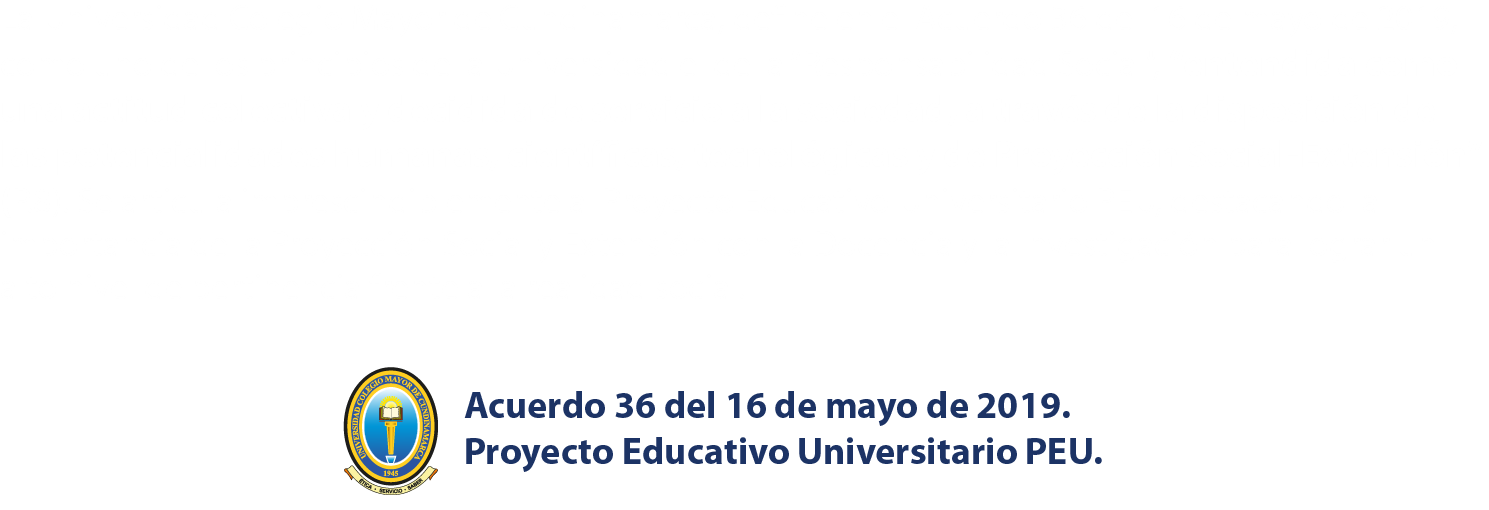 UNIVERSIDAD COLEGIO MAYOR DE CUNDINAMARCA
1945
ETICA - SERVICIO - SABER
Acuerdo 36 del 16 de mayo de 2019.
Proyecto Educativo Universitario PEU.